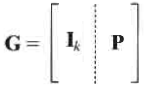 G = [ I_k ⋮ P ]